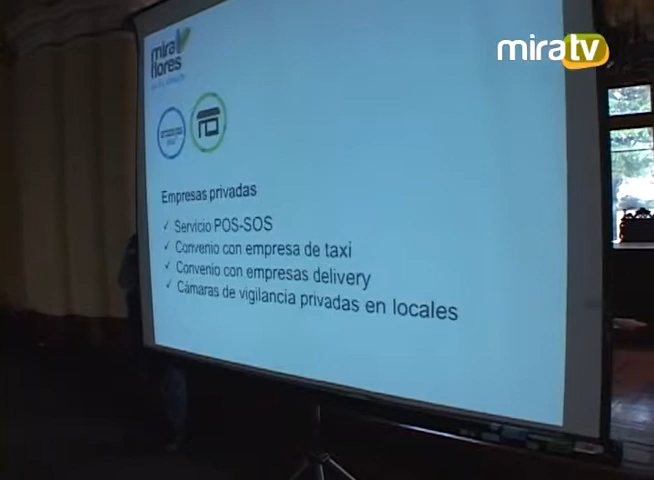 miratv
mira
flores
Empresas privadas
✓ Servicio POS-SOS
✓ Convenio con empresa de taxi
✓ Convenio con empresas delivery
✓ Cámaras de vigilancia privadas en locales